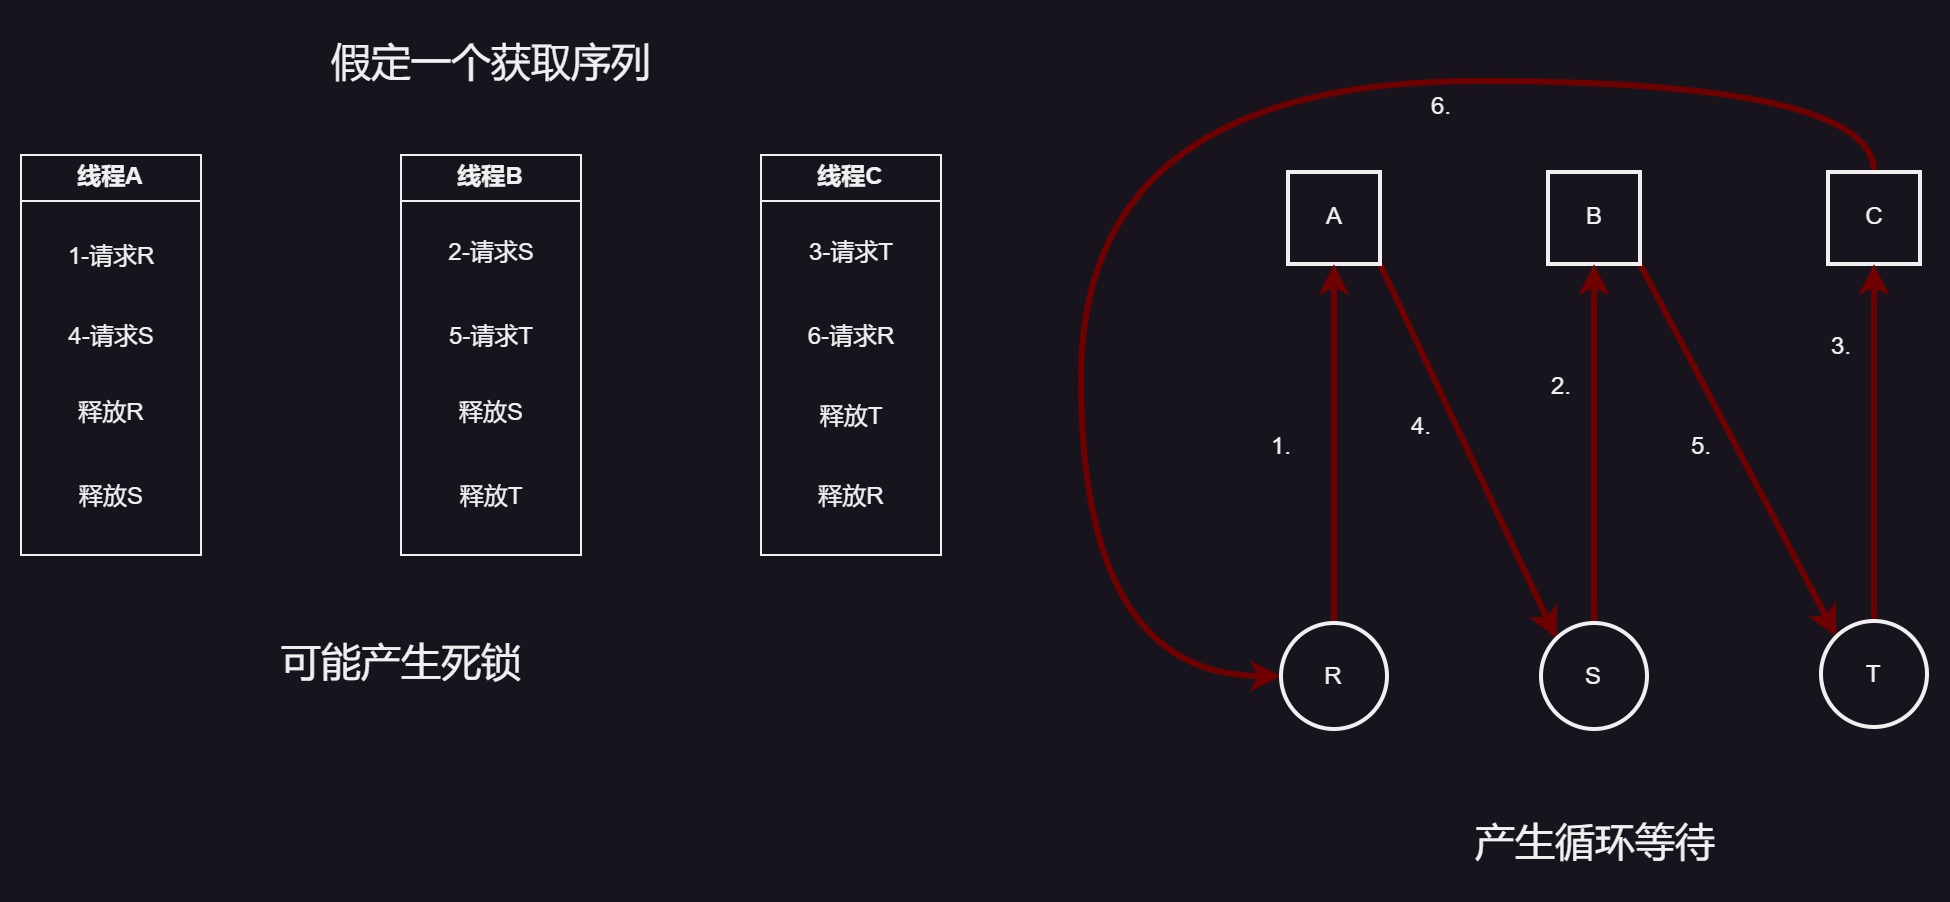 假定一个获取序列
线程A
1-请求R
4-请求S
释放R
释放S
线程B
2-请求S
5-请求T
释放S
释放T
线程C
3-请求T
6-请求R
释放T
释放R
可能产生死锁
6.
A
B
C
3.
2.
4.
1.
5.
R
S
T
产生循环等待